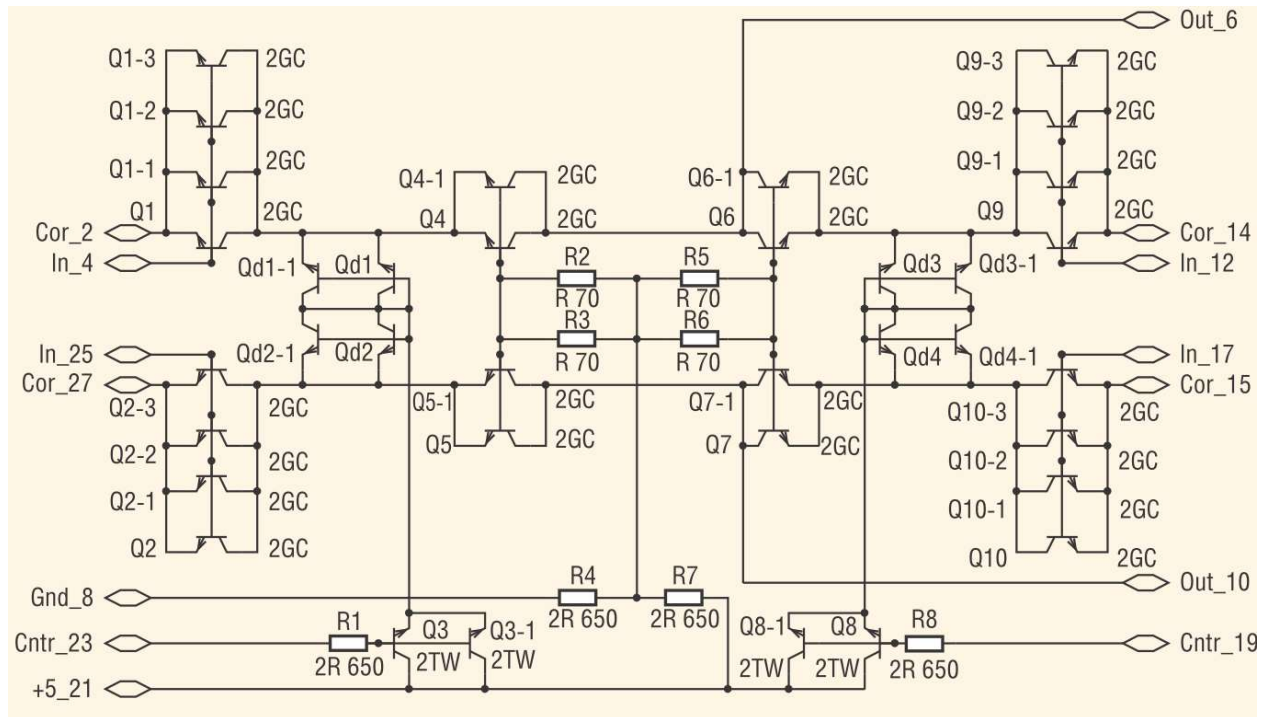 Out_6
Q1-3 2GC Q9-3 2GC
Q1-2 2GC Q9-2 2GC
Q1-1 2GC Q4-1 2GC Q6-1 2GC Q9-1 2GC
Q1 2GC Q4 2GC Q6 2GC Q9 2GC
Cor_2 Cor_14
In_4 Qd1-1 Qd1 R2 R5 Qd3 Qd3-1 In_12
R 70 R 70
R3 R6
In_25 Qd2-1 Qd2 R 70 R 70 Qd4 Qd4-1 In_17
Cor_27 Cor_15
Q2-3 2GC Q5-1 2GC Q7-1 2GC Q10-3 2GC
Q2-2 2GC Q5 2GC Q7 2GC Q10-2 2GC
Q2-1 2GC Q10-1 2GC
Q2 2GC Q10 2GC
Gnd_8 R4 R7 Out_10
2R 650 2R 650
Cntr_23 R1 Q3 Q3-1 Q8-1 Q8 R8 Cntr_19
2R 650 2TW 2TW 2TW 2TW 2R 650
+5_21